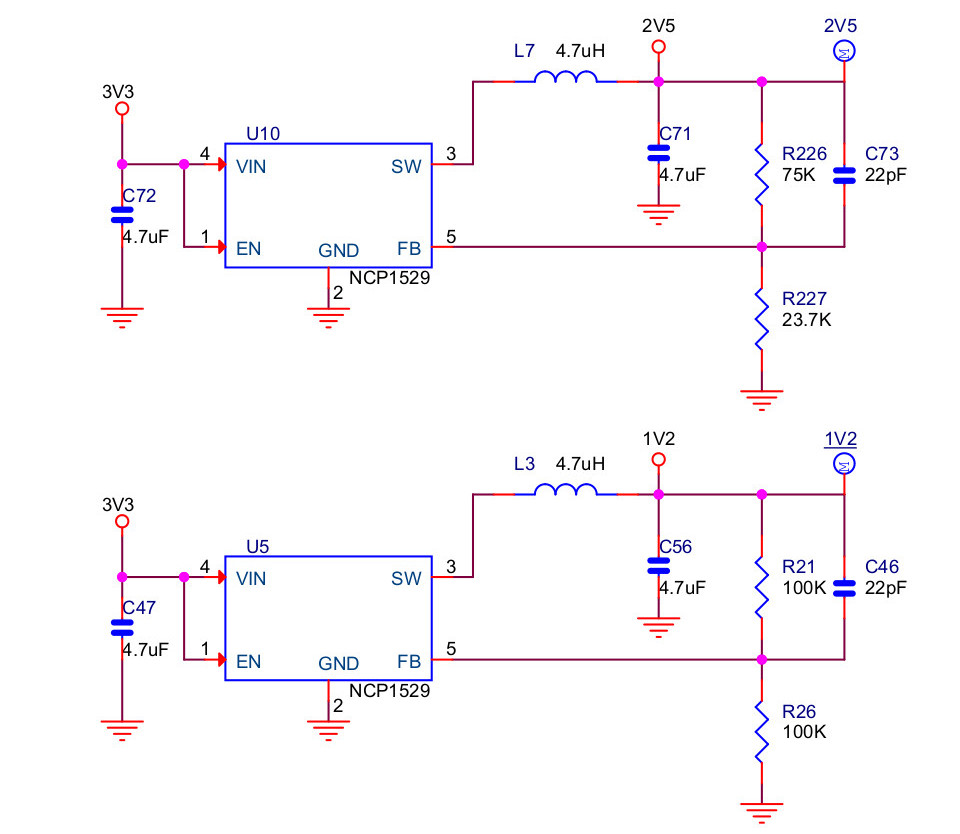 2V5
2V5
L7 4.7uH
3V3
U10
4 VIN
SW 3
C71
4.7uF
R226
75K
C73
22pF
C72
4.7uF
1 EN
GND
FB 5
NCP1529
2
R227
23.7K
1V2
1V2
L3 4.7uH
3V3
U5
4 VIN
SW 3
C56
4.7uF
R21
100K
C46
22pF
C47
4.7uF
1 EN
GND
FB 5
NCP1529
2
R26
100K
M
M